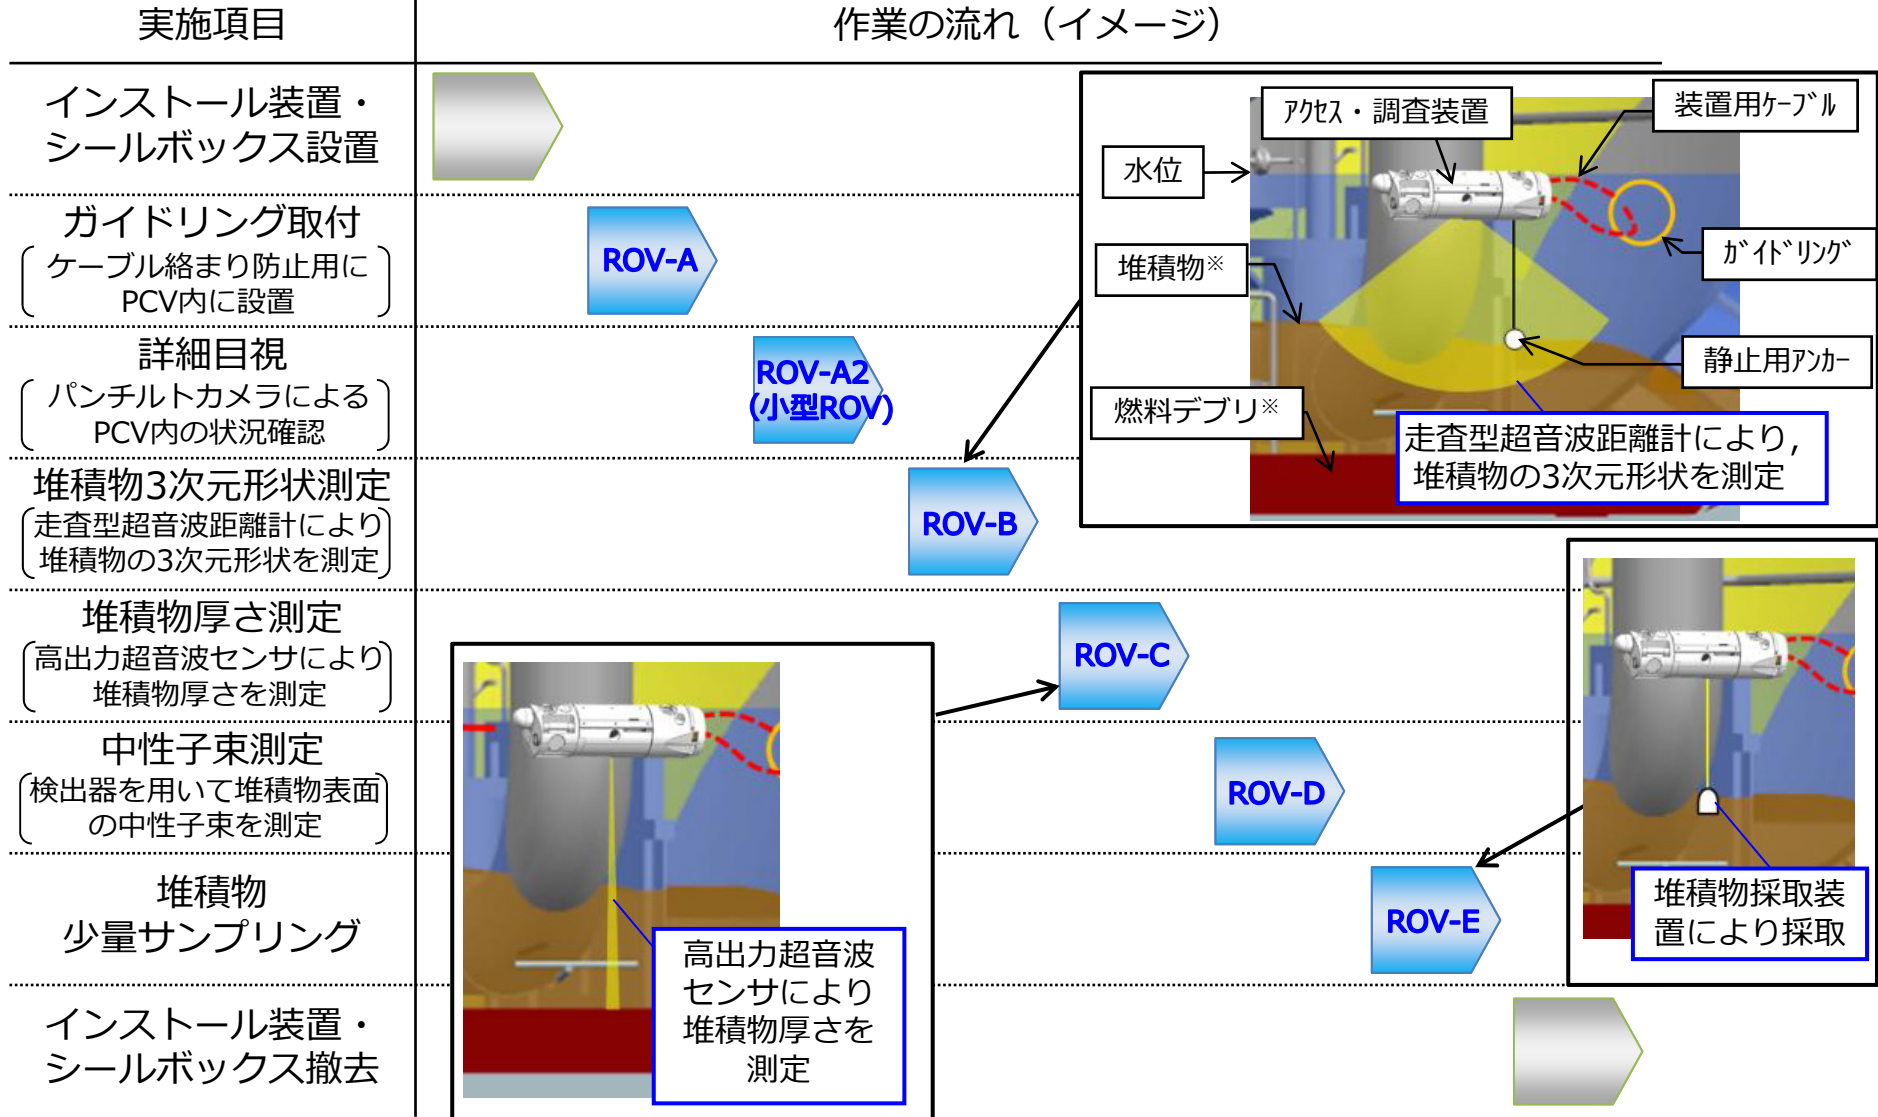 実施項目
作業の流れ（イメージ）
インストール装置・
シールボックス設置
ガイドリング取付
ケーブル絡まり防止用に
PCV内に設置
ROV-A
詳細目視
パンチルトカメラによる
PCV内の状況確認
ROV-A2
(小型ROV)
堆積物3次元形状測定
走査型超音波距離計により
堆積物の3次元形状を測定
ROV-B
堆積物厚さ測定
高出力超音波センサにより
堆積物厚さを測定
ROV-C
中性子束測定
検出器を用いて堆積物表面
の中性子束を測定
ROV-D
堆積物
少量サンプリング
ROV-E
インストール装置・
シールボックス撤去
ｱｸｾｽ・調査装置
装置用ｹｰﾌﾞﾙ
水位
堆積物※
ｶﾞｲﾄﾞﾘﾝｸﾞ
静止用ｱﾝｶｰ
燃料デブリ※
走査型超音波距離計により,
堆積物の3次元形状を測定
高出力超音波
センサにより
堆積物厚さを
測定
堆積物採取装
置により採取